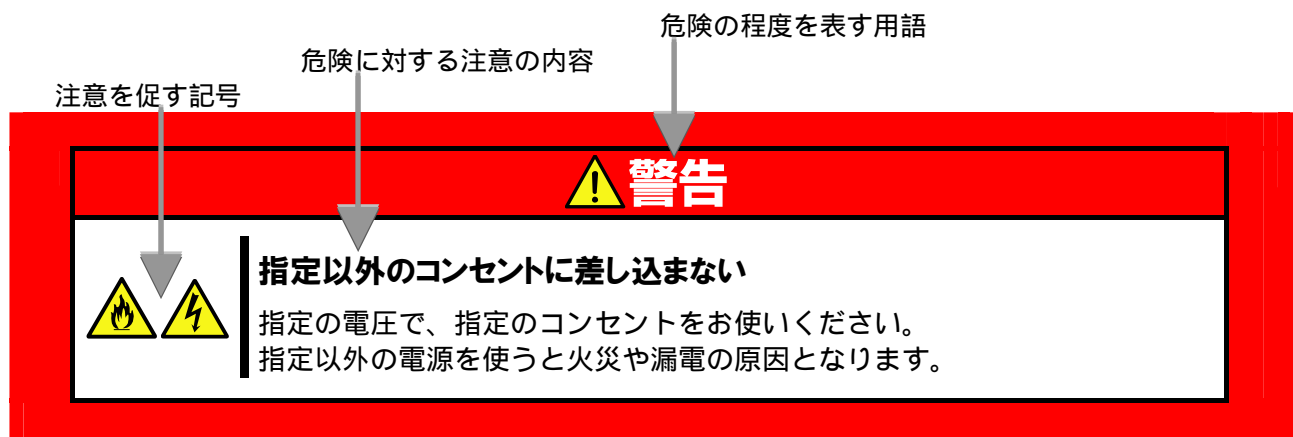 危険の程度を表す用語
危険に対する注意の内容
注意を促す記号
警告
指定以外のコンセントに差し込まない
指定の電圧で、指定のコンセントをお使いください。
指定以外の電源を使うと火災や漏電の原因となります。